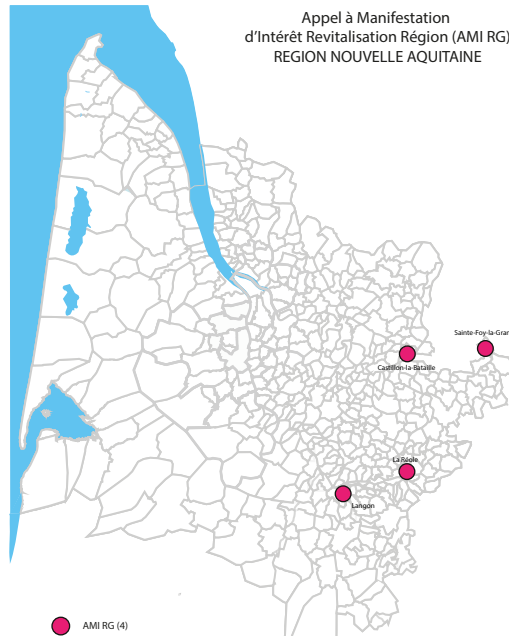 Appel à Manifestation
d'Intérêt Revitalisation Région (AMI RG)
REGION NOUVELLE AQUITAINE
Sainte-Foy-la-Gran
Castillon-la-Bataille
La Réole
Langon
AMI RG (4)